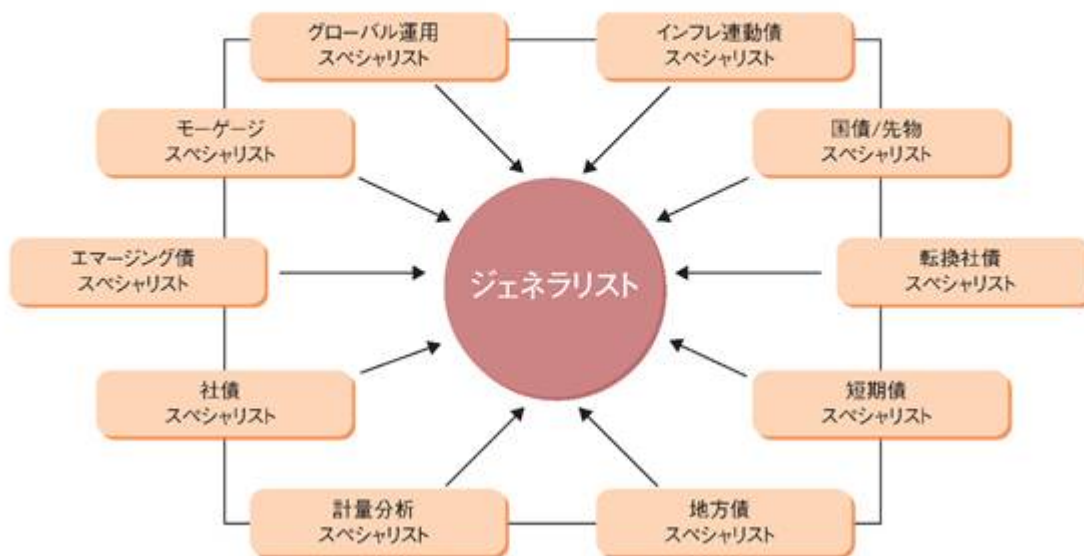 グローバル運用
スペシャリスト
インフレ連動債
スペシャリスト
モーゲージ
スペシャリスト
国債/先物
スペシャリスト
エマージング債
スペシャリスト
ジェネラリスト
転換社債
スペシャリスト
社債
スペシャリスト
短期債
スペシャリスト
計量分析
スペシャリスト
地方債
スペシャリスト